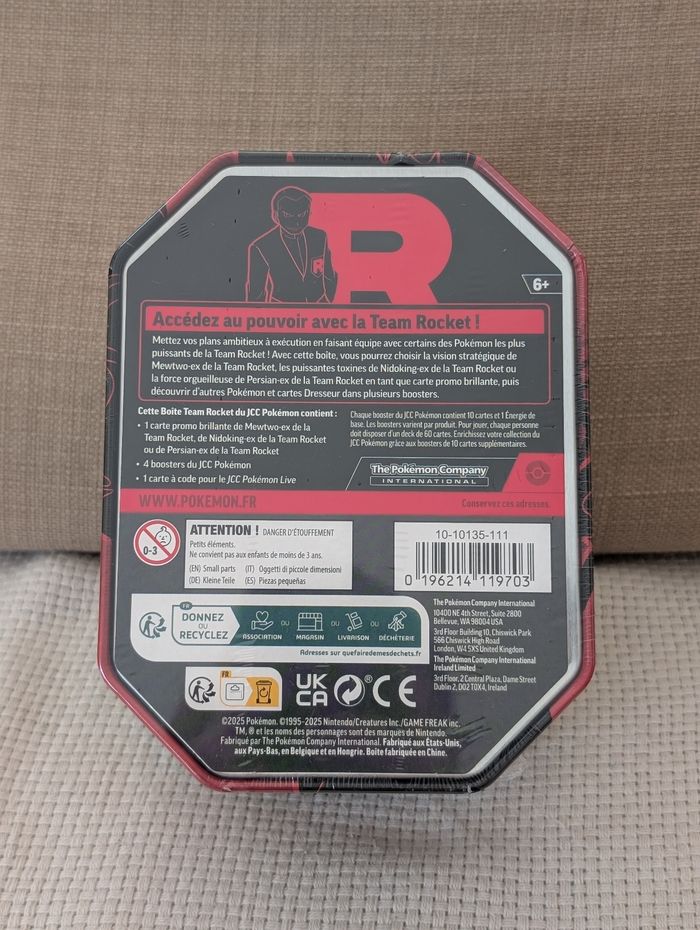 R
6+
Accédez au pouvoir avec la Team Rocket !
Mettez vos plans ambitieux à exécution en faisant équipe avec certains des Pokémon les plus
puissants de la Team Rocket ! Avec cette boîte, vous pourrez choisir la vision stratégique de
Mewtwo-ex de la Team Rocket, les puissantes toxines de Nidoking-ex de la Team Rocket ou
la force orgueilleuse de Persian-ex de la Team Rocket en tant que carte promo brillante, puis
découvrir d'autres Pokémon et cartes Dresseur dans plusieurs boosters.
Cette Boîte Team Rocket du JCC Pokémon contient :
• 1 carte promo brillante de Mewtwo-ex de la
Team Rocket, de Nidoking-ex de la Team Rocket
ou de Persian-ex de la Team Rocket
• 4 boosters du JCC Pokémon
• 1 carte à code pour le JCC Pokémon Live
Chaque booster du JCC Pokémon contient 10 cartes et 1 Énergie de
base. Les boosters varient par produit. Pour jouer, chaque personne
doit disposer d'un deck de 60 cartes. Enrichissez votre collection du
JCC Pokémon grâce aux boosters de 10 cartes supplémentaires.
The Pokémon Company
INTERNATIONAL
WWW.POKEMON.FR
Conservez ces adresses.
0-3
ATTENTION ! DANGER D'ÉTOUFFEMENT
Petits éléments.
Ne convient pas aux enfants de moins de 3 ans.
(EN) Small parts (IT) Oggetti di piccole dimensioni
(DE) Kleine Teile (ES) Piezas pequeñas
10-10135-111
0 196214 119703
FR
DONNEZ
OU
RECYCLEZ
ASSOCIATION OU MAGASIN OU LIVRAISON OU DÉCHÈTERIE
Adresses sur quefairedemesdechets.fr
The Pokémon Company International
10400 NE 4th Street, Suite 2800
Bellevue, WA 98004 USA
3rd Floor Building 10, Chiswick Park
566 Chiswick High Road
London, W4 5XS United Kingdom
The Pokémon Company International
Ireland Limited
3rd Floor, 2 Central Plaza, Dame Street
Dublin 2, D02 T0X4, Ireland
FR
UK
CA
®
CE
©2025 Pokémon. ©1995-2025 Nintendo/Creatures Inc./GAME FREAK inc.
TM, ® et les noms des personnages sont des marques de Nintendo.
Fabriqué par The Pokémon Company International. Fabriqué aux États-Unis,
aux Pays-Bas, en Belgique et en Hongrie. Boîte fabriquée en Chine.